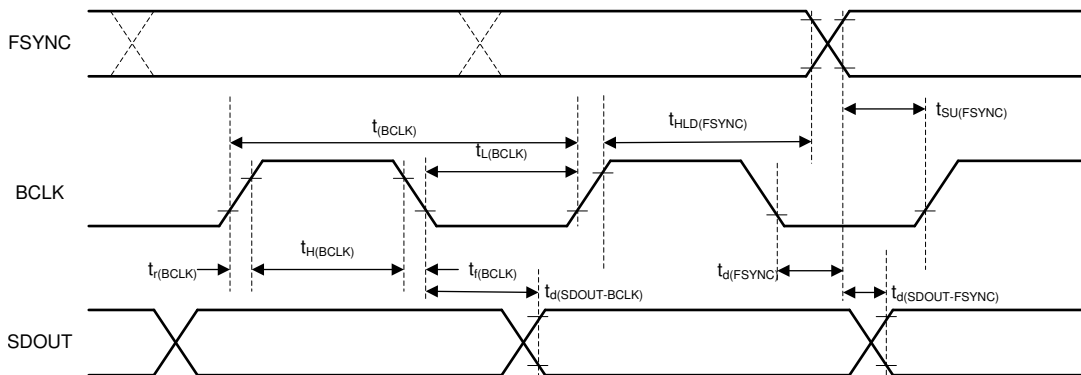 FSYNC
t(BCLK)
tHLD(FSYNC)
tSU(FSYNC)
tL(BCLK)
BCLK
tr(BCLK)
tH(BCLK)
tf(BCLK)
td(FSYNC)
td(SDOUT-BCLK)
td(SDOUT-FSYNC)
SDOUT